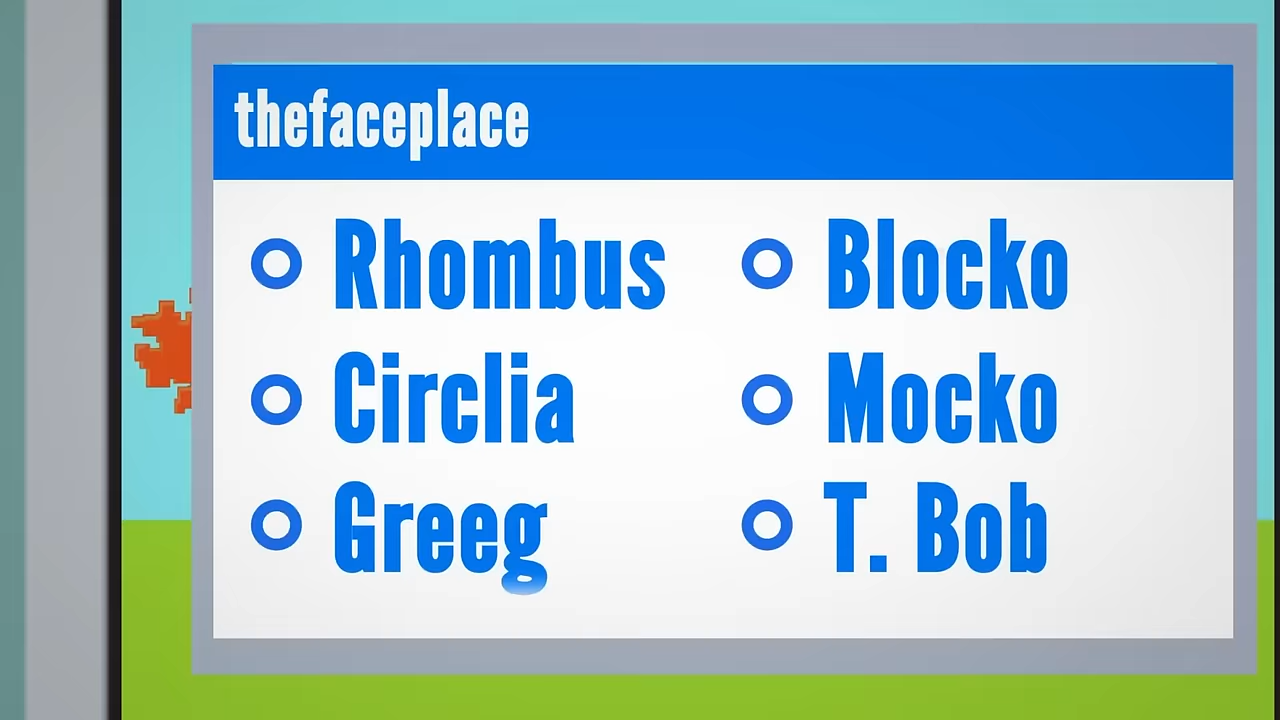 thefaceplace
Rhombus
Circlia
Greeg
Blocko
Mocko
T. Bob